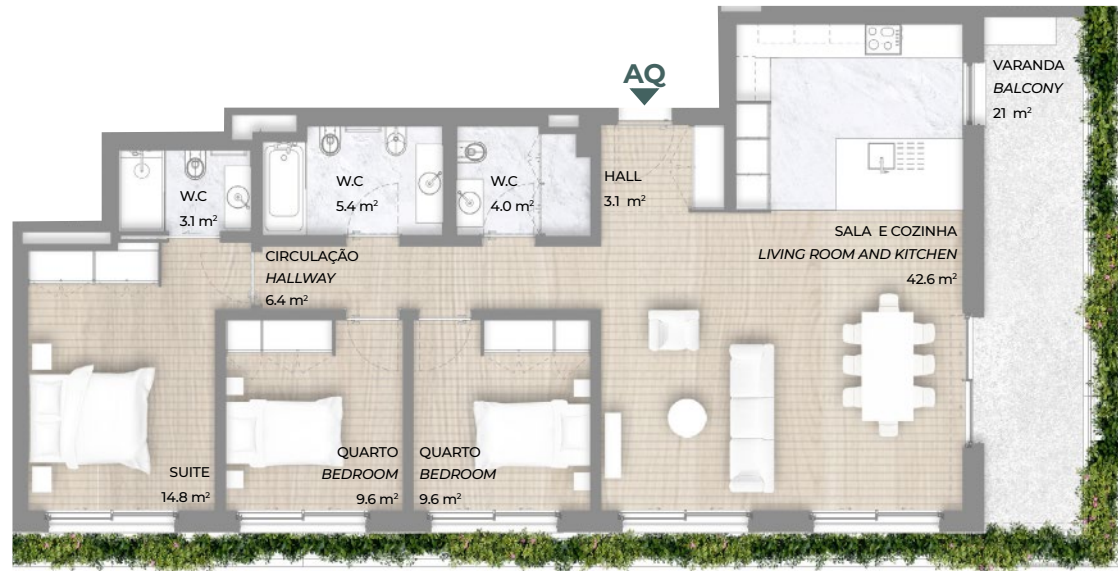 AQ
VARANDA
BALCONY
21 m²
W.C
3.1 m²
W.C
5.4 m²
W.C
4.0 m²
HALL
3.1 m²
SALA E COZINHA
LIVING ROOM AND KITCHEN
42.6 m²
CIRCULAÇÃO
HALLWAY
6.4 m²
SUITE
14.8 m²
QUARTO
BEDROOM
9.6 m²
QUARTO
BEDROOM
9.6 m²